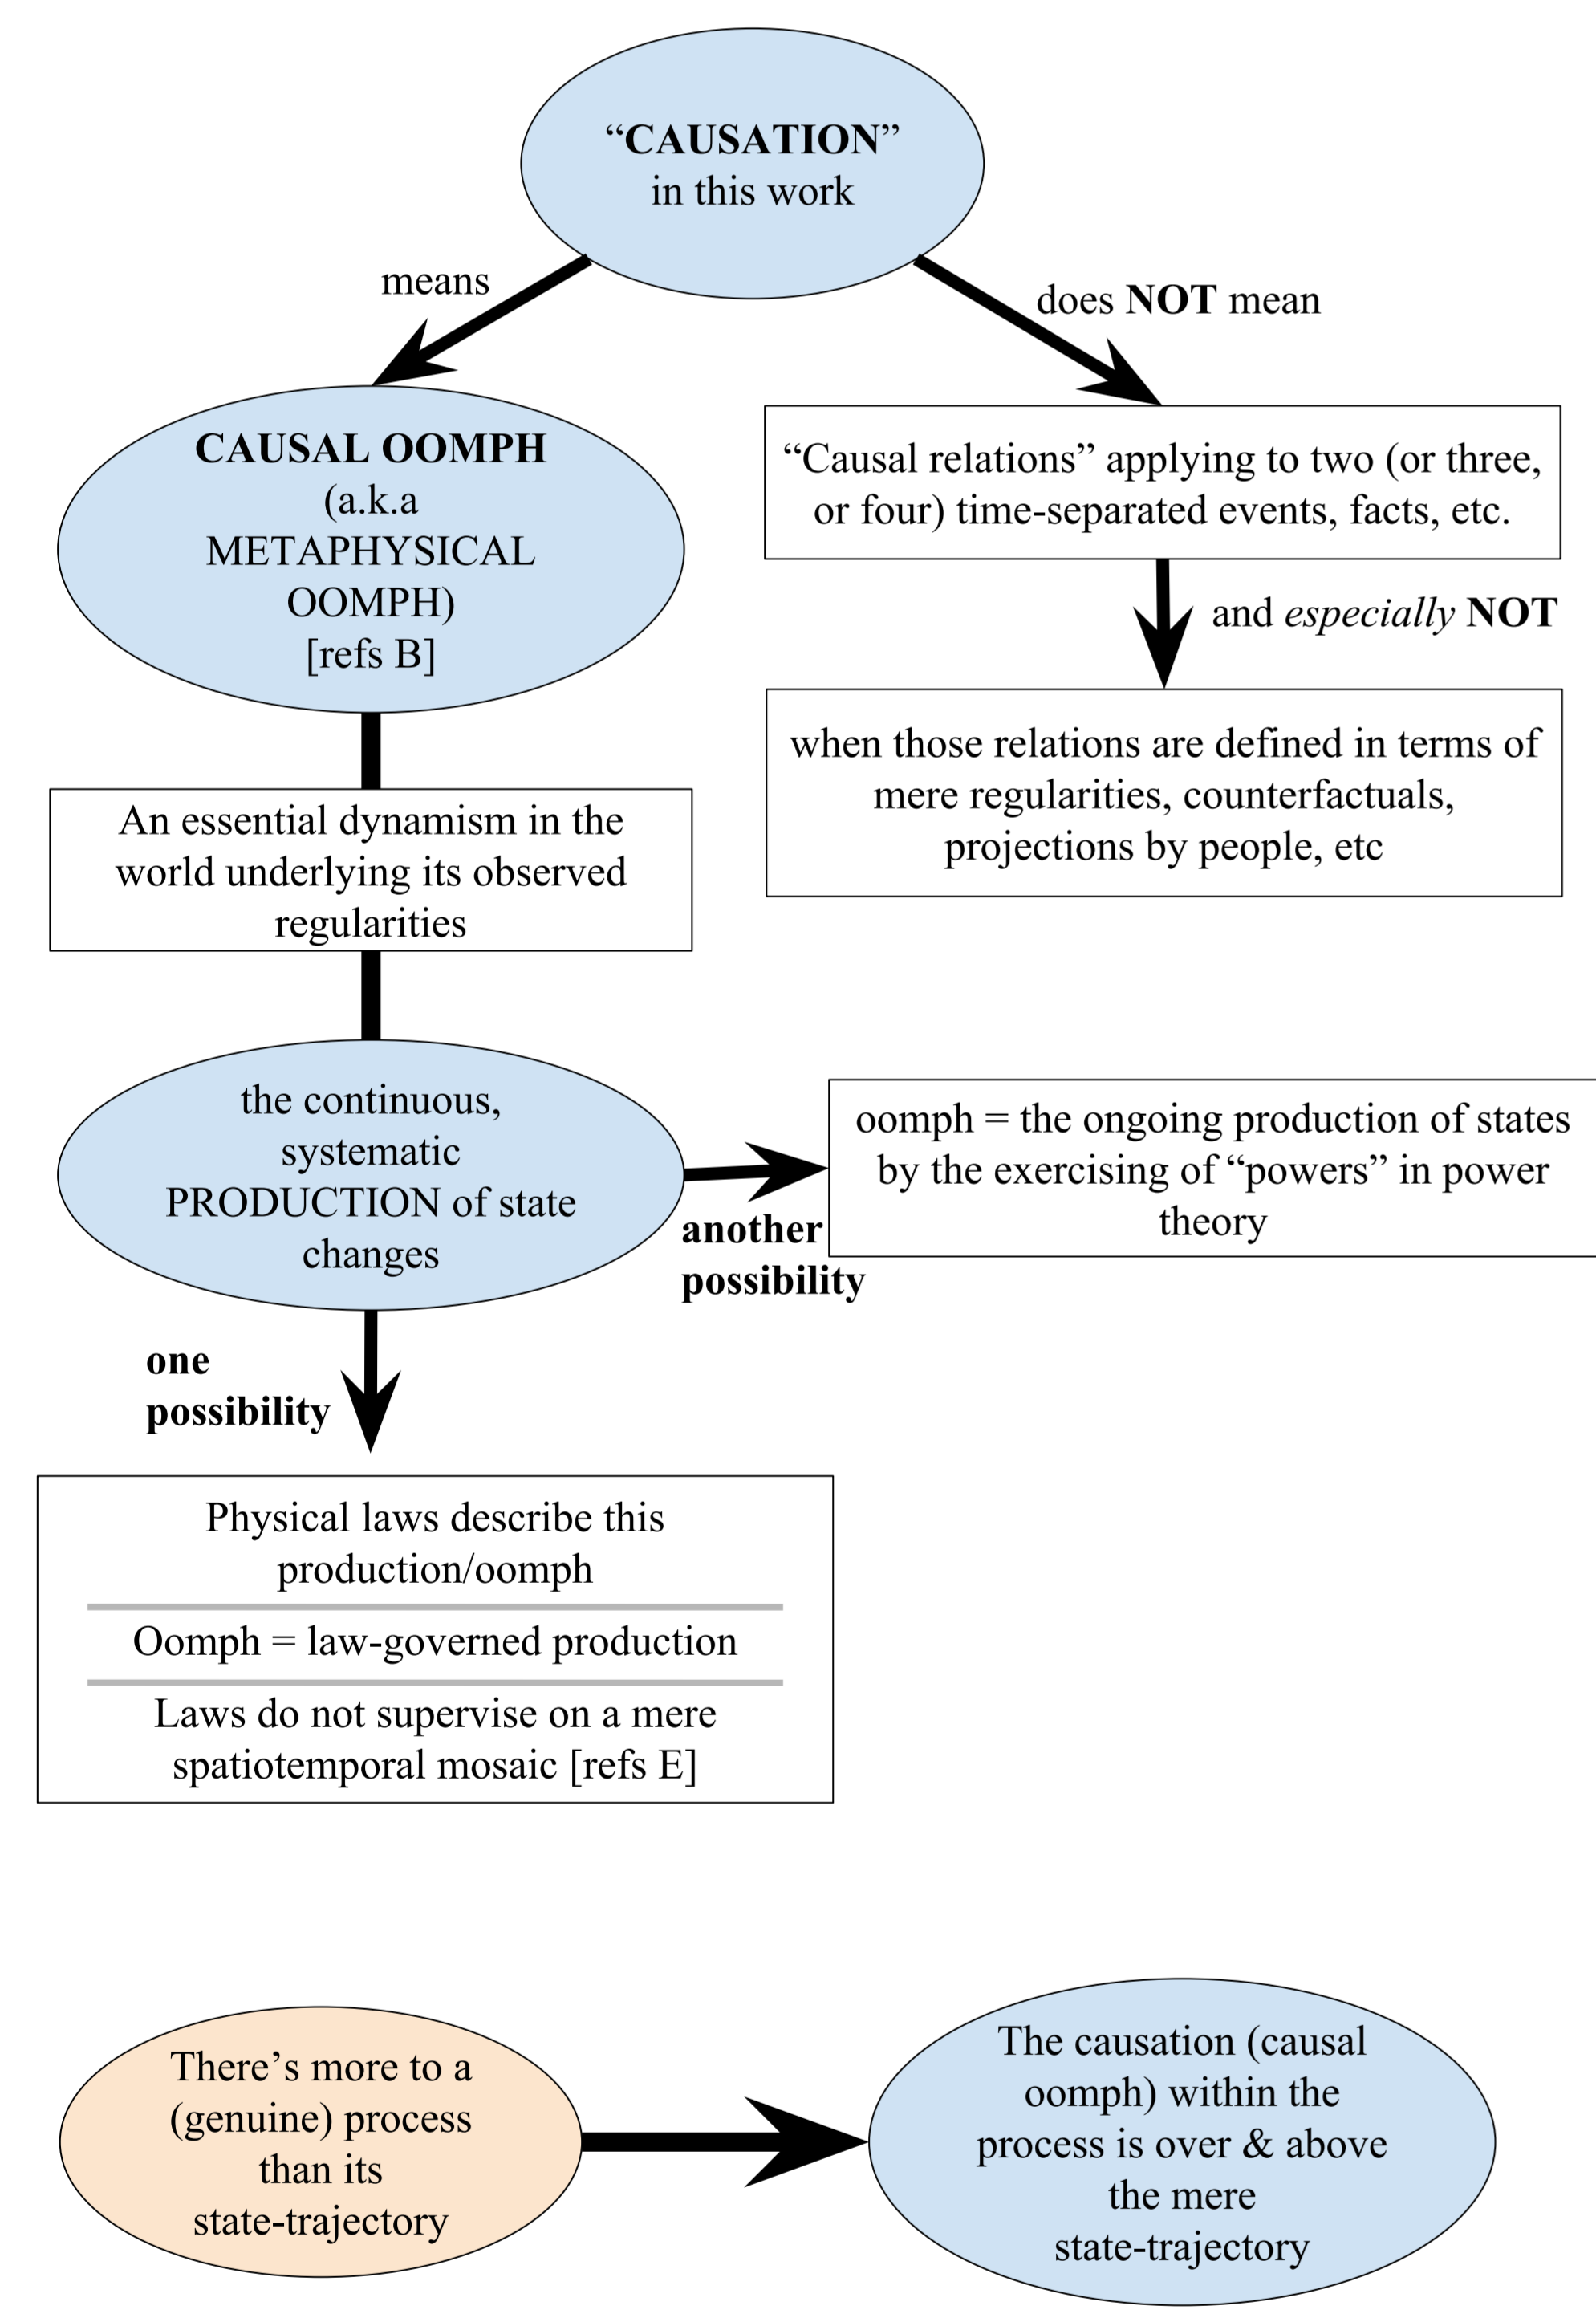 “CAUSATION”
in this work
means
does NOT mean
CAUSAL OOMPH
(a.k.a
METAPHYSICAL
OOMPH)
[refs B]
“Causal relations” applying to two (or three,
or four) time-separated events, facts, etc.
and especially NOT
when those relations are defined in terms of
mere regularities, counterfactuals,
projections by people, etc
An essential dynamism in the
world underlying its observed
regularities
the continuous,
systematic
PRODUCTION of state
changes
another
possibility
oomph = the ongoing production of states
by the exercising of “powers” in power
theory
one
possibility
Physical laws describe this
production/oomph
Oomph = law-governed production
Laws do not supervise on a mere
spatiotemporal mosaic [refs E]
There’s more to a
(genuine) process
than its
state-trajectory
The causation (causal
oomph) within the
process is over & above
the mere
state-trajectory